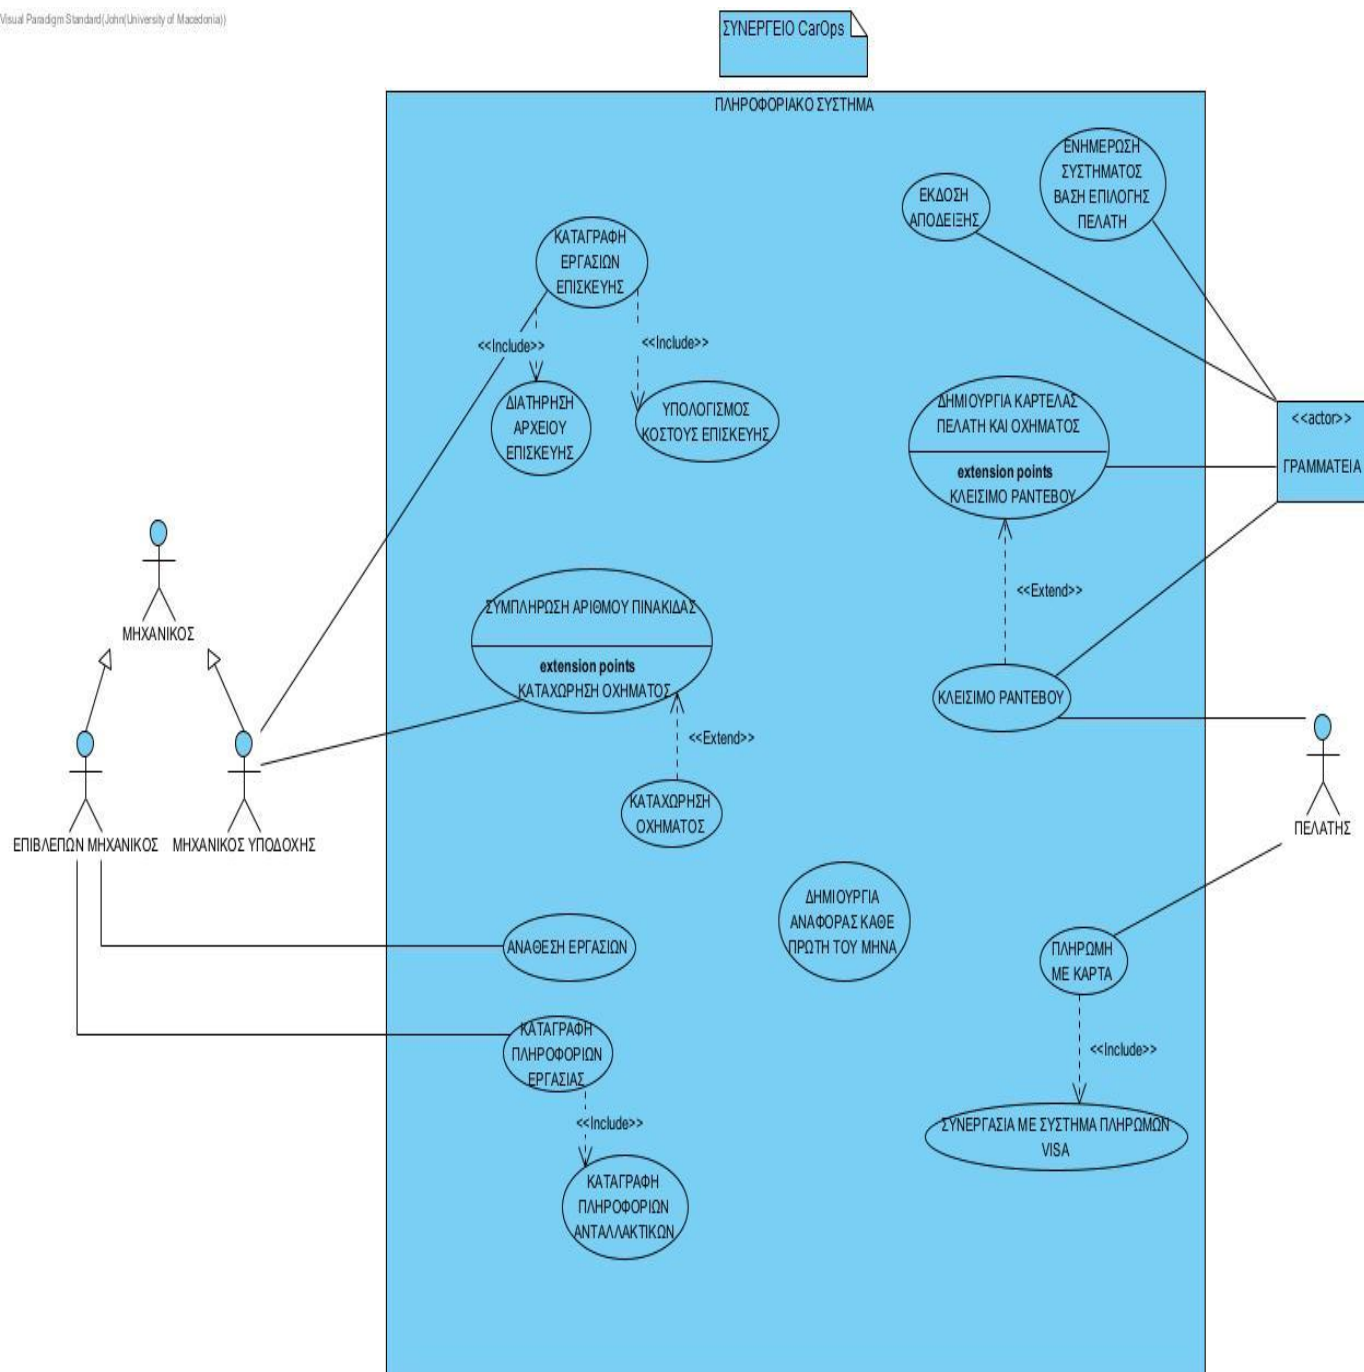 Visual Paradigm Standard(John(University of Macedonia))
ΣΥΝΕΡΓΕΙΟ CarOps
ΠΛΗΡΟΦΟΡΙΑΚΟ ΣΥΣΤΗΜΑ
ΕΝΗΜΕΡΩΣΗ
ΣΥΣΤΗΜΑΤΟΣ
ΒΑΣΗ ΕΠΙΛΟΓΗΣ
ΠΕΛΑΤΗ
ΕΚΔΟΣΗ
ΑΠΟΔΕΙΞΗΣ
ΚΑΤΑΓΡΑΦΗ
ΕΡΓΑΣΙΩΝ
ΕΠΙΣΚΕΥΗΣ
<<Include>>
<<Include>>
ΔΙΑΤΗΡΗΣΗ
ΑΡΧΕΙΟΥ
ΕΠΙΣΚΕΥΗΣ
ΥΠΟΛΟΓΙΣΜΟΣ
ΚΟΣΤΟΥΣ ΕΠΙΣΚΕΥΗΣ
ΔΗΜΙΟΥΡΓΙΑ ΚΑΡΤΕΛΑΣ
ΠΕΛΑΤΗ ΚΑΙ ΟΧΗΜΑΤΟΣ
extension points
ΚΛΕΙΣΙΜΟ ΡΑΝΤΕΒΟΥ
<<actor>>
ΓΡΑΜΜΑΤΕΙΑ
<<Extend>>
ΜΗΧΑΝΙΚΟΣ
ΣΥΜΠΛΗΡΩΣΗ ΑΡΙΘΜΟΥ ΠΙΝΑΚΙΔΑΣ
extension points
ΚΑΤΑΧΩΡΗΣΗ ΟΧΗΜΑΤΟΣ
ΚΛΕΙΣΙΜΟ ΡΑΝΤΕΒΟΥ
<<Extend>>
ΚΑΤΑΧΩΡΗΣΗ
ΟΧΗΜΑΤΟΣ
ΕΠΙΒΛΕΠΩΝ ΜΗΧΑΝΙΚΟΣ
ΜΗΧΑΝΙΚΟΣ ΥΠΟΔΟΧΗΣ
ΠΕΛΑΤΗΣ
ΔΗΜΙΟΥΡΓΙΑ
ΑΝΑΦΟΡΑΣ ΚΑΘΕ
ΠΡΩΤΗ ΤΟΥ ΜΗΝΑ
ΑΝΑΘΕΣΗ ΕΡΓΑΣΙΩΝ
ΠΛΗΡΩΜΗ
ΜΕ ΚΑΡΤΑ
ΚΑΤΑΓΡΑΦΗ
ΠΛΗΡΟΦΟΡΙΩΝ
ΕΡΓΑΣΙΑΣ
<<Include>>
<<Include>>
ΣΥΝΕΡΓΑΣΙΑ ΜΕ ΣΥΣΤΗΜΑ ΠΛΗΡΩΜΩΝ
VISA
ΚΑΤΑΓΡΑΦΗ
ΠΛΗΡΟΦΟΡΙΩΝ
ΑΝΤΑΛΛΑΚΤΙΚΩΝ